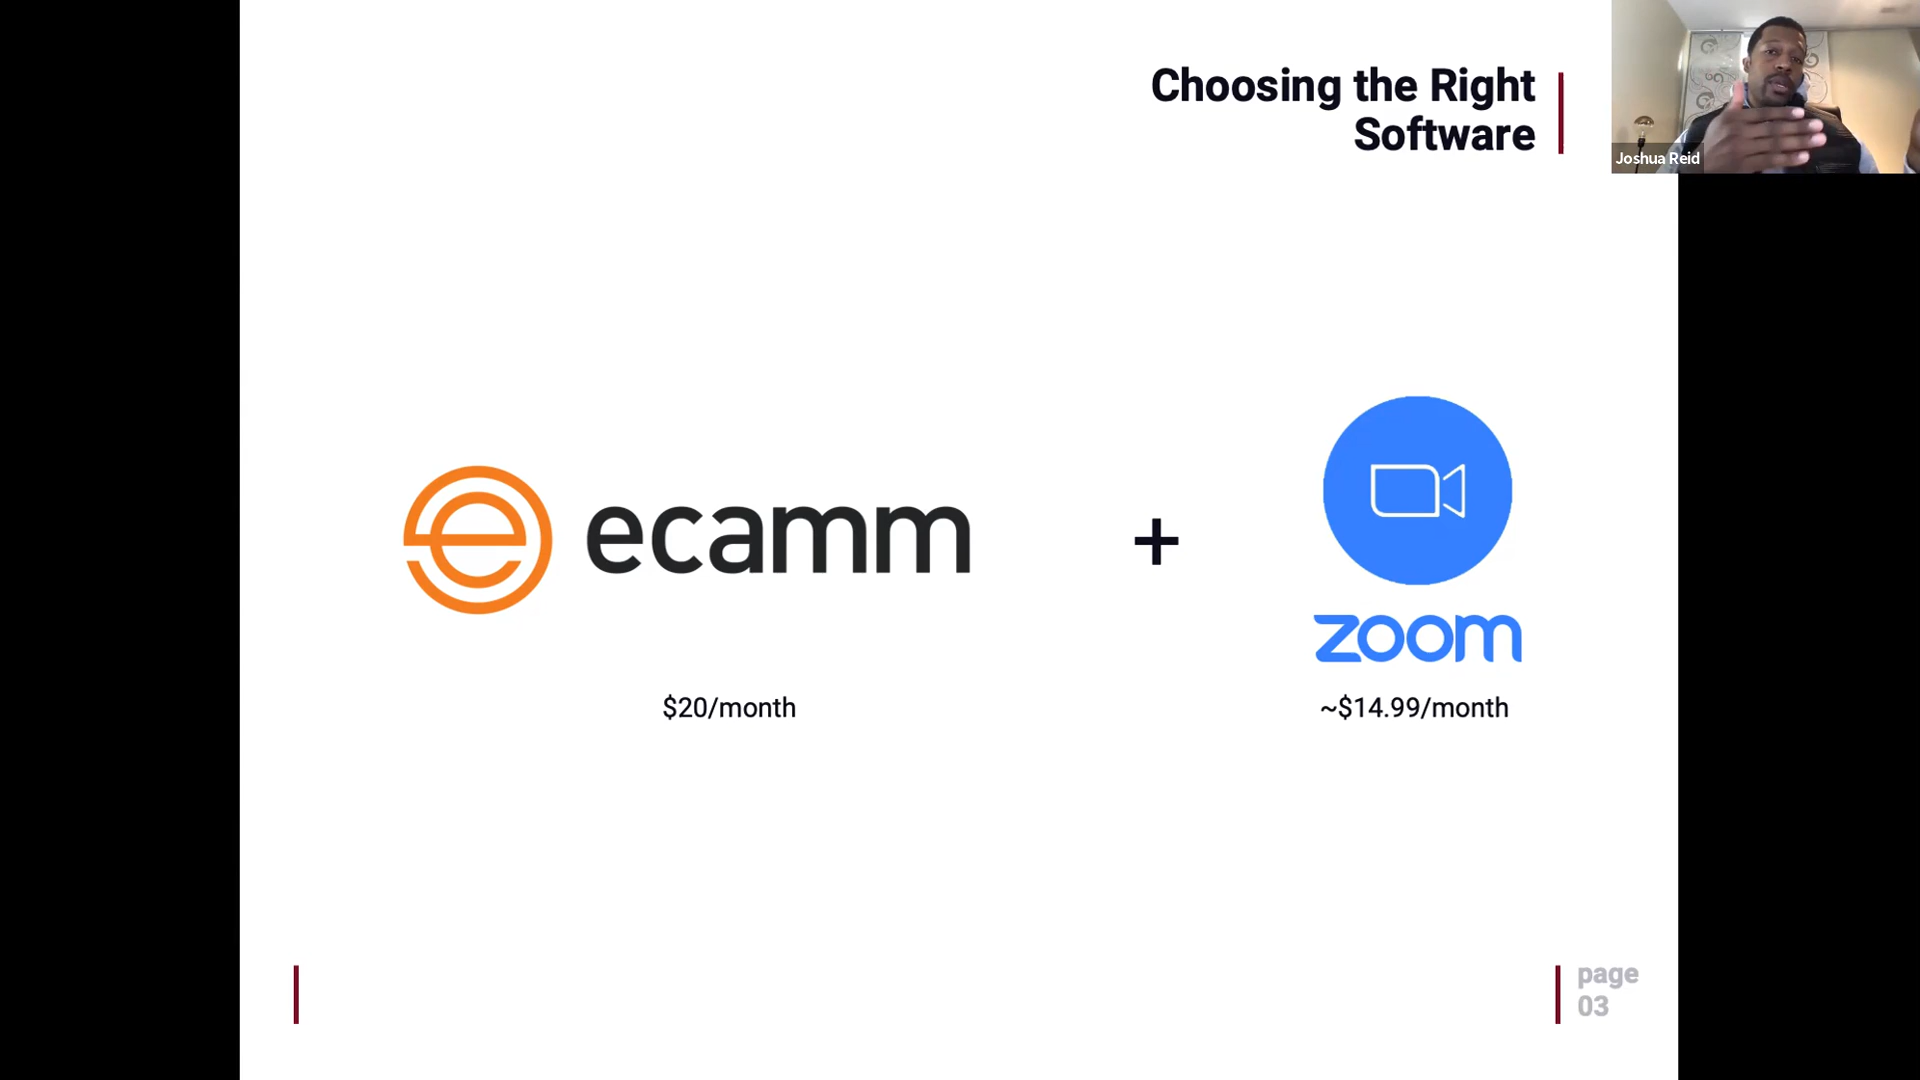 Choosing the Right
Software
Joshua Reid
ecamm
+
zoom
$20/month
~$14.99/month
page
03